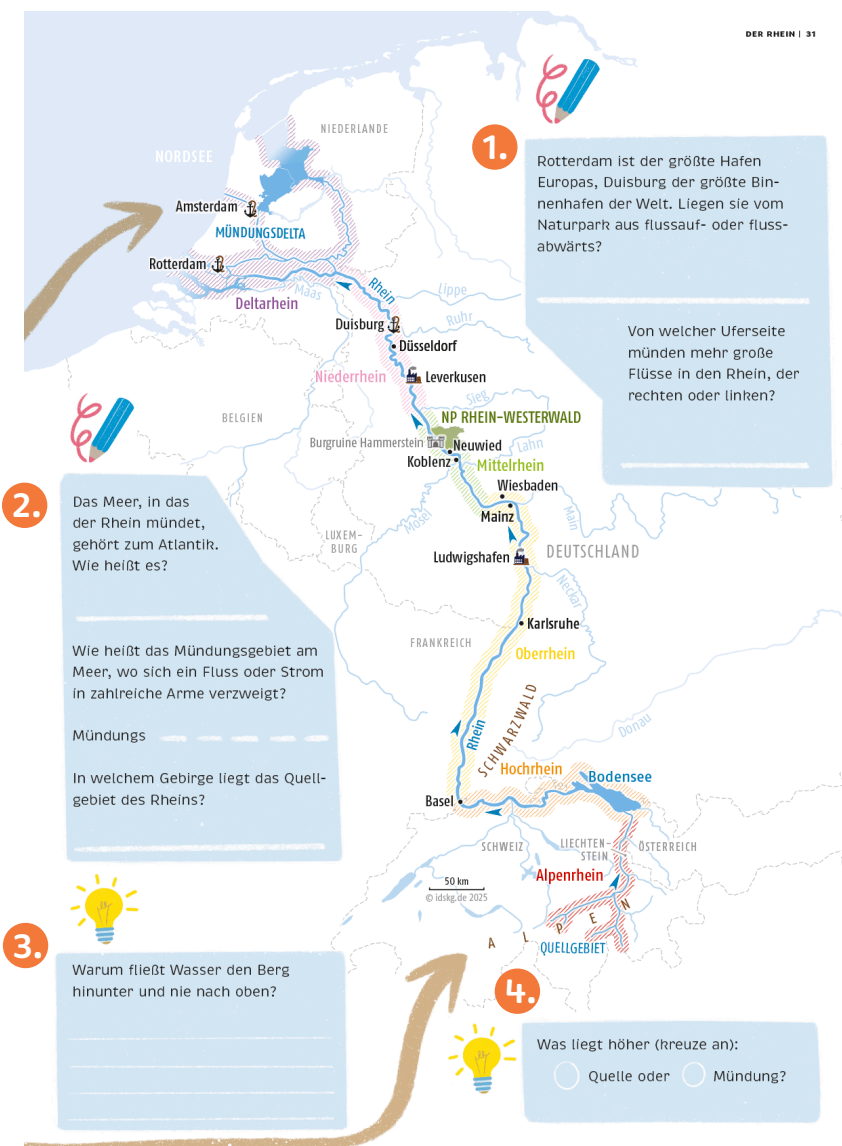 DER RHEIN | 31
1.
Rotterdam ist der größte Hafen
Europas, Duisburg der größte Bin-
nenhafen der Welt. Liegen sie vom
Naturpark aus flussauf- oder fluss-
abwärts?
Von welcher Uferseite
münden mehr große
Flüsse in den Rhein, der
rechten oder linken?
2.
Das Meer, in das
der Rhein mündet,
gehört zum Atlantik.
Wie heißt es?
Wie heißt das Mündungsgebiet am
Meer, wo sich ein Fluss oder Strom
in zahlreiche Arme verzweigt?
Mündungs
In welchem Gebirge liegt das Quell-
gebiet des Rheins?
3.
Warum fließt Wasser den Berg
hinunter und nie nach oben?
4.
Was liegt höher (kreuze an):
Quelle oder Mündung?
NIEDERLANDE
NORDSEE
Amsterdam
MÜNDUNGSDELTA
Rotterdam
Rhein
Lippe
Maas
Deltarhein
Ruhr
Duisburg
Düsseldorf
Niederrhein
Leverkusen
Sieg
BELGIEN
NP RHEIN-WESTERWALD
Burgruine Hammerstein
Neuwied
Lahn
Koblenz
Mittelrhein
Wiesbaden
Mainz
Main
Mosel
LUXEM-
BURG
Ludwigshafen
DEUTSCHLAND
Neckar
Karlsruhe
FRANKREICH
Oberrhein
SCHWARZWALD
Rhein
Donau
Hochrhein
Bodensee
Basel
SCHWEIZ
LIECHTEN-
STEIN
ÖSTERREICH
Alpenrhein
50 km
© idskg.de 2025
ALPEN
QUELLGEBIET